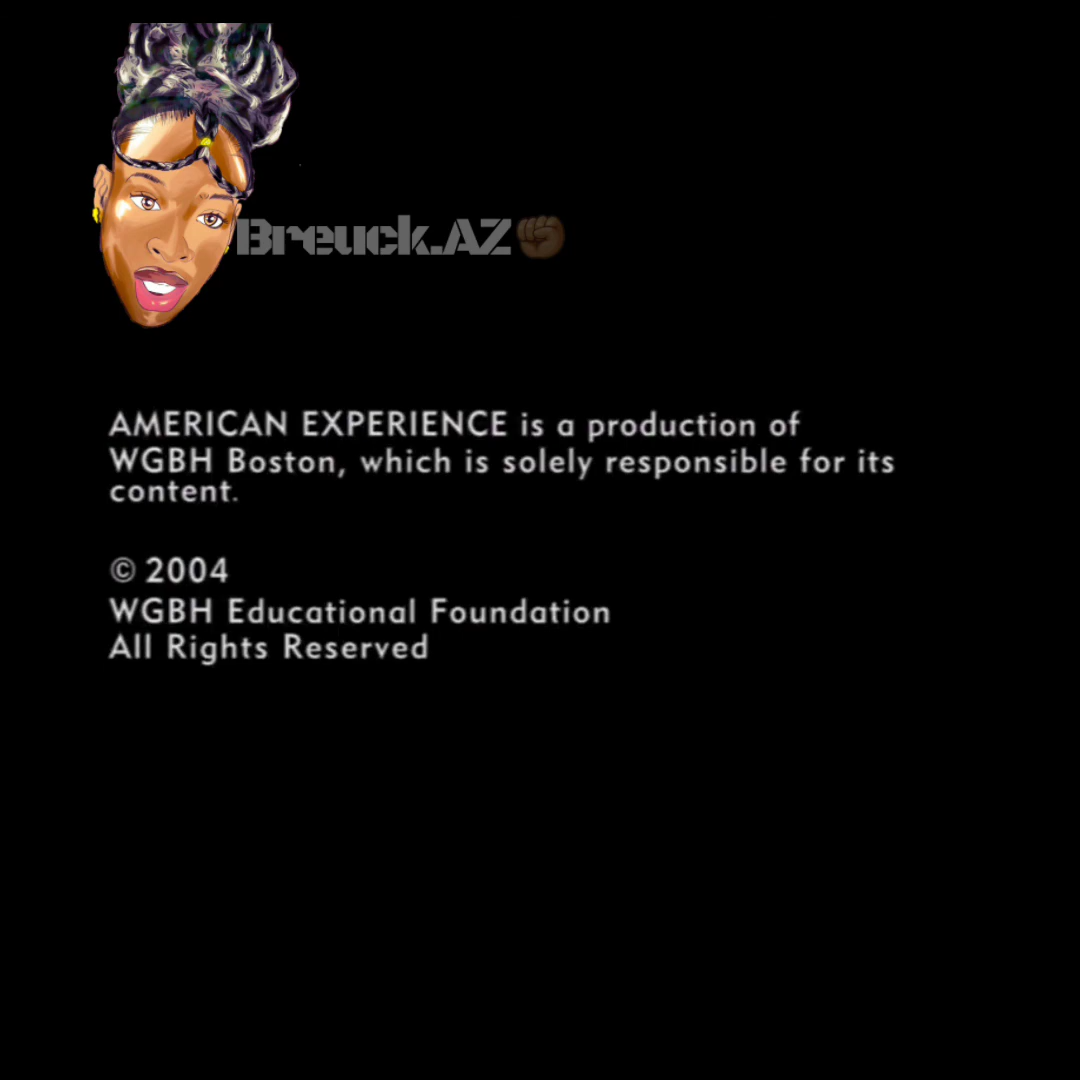 Breuck.AZ✊🏿
AMERICAN EXPERIENCE is a production of
WGBH Boston, which is solely responsible for its
content.
© 2004
WGBH Educational Foundation
All Rights Reserved